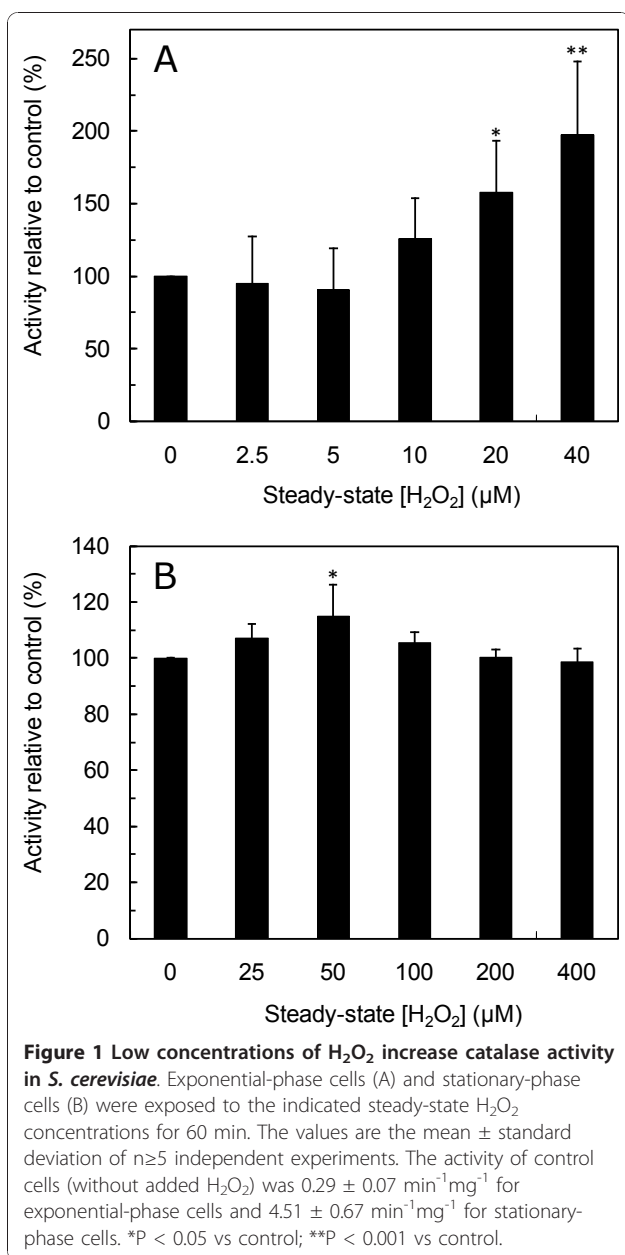 A
Activity relative to control (%)
250
200
150
100
50
0
*
**
0 2.5 5 10 20 40
Steady-state [H₂O₂] (µM)
B
Activity relative to control (%)
140
120
100
80
60
40
20
0
*
0 25 50 100 200 400
Steady-state [H₂O₂] (µM)
Figure 1 Low concentrations of H₂O₂ increase catalase activity
in S. cerevisiae. Exponential-phase cells (A) and stationary-phase
cells (B) were exposed to the indicated steady-state H₂O₂
concentrations for 60 min. The values are the mean ± standard
deviation of n≥5 independent experiments. The activity of control
cells (without added H₂O₂) was 0.29 ± 0.07 min⁻¹mg⁻¹ for
exponential-phase cells and 4.51 ± 0.67 min⁻¹mg⁻¹ for stationary-
phase cells. *P < 0.05 vs control; **P < 0.001 vs control.